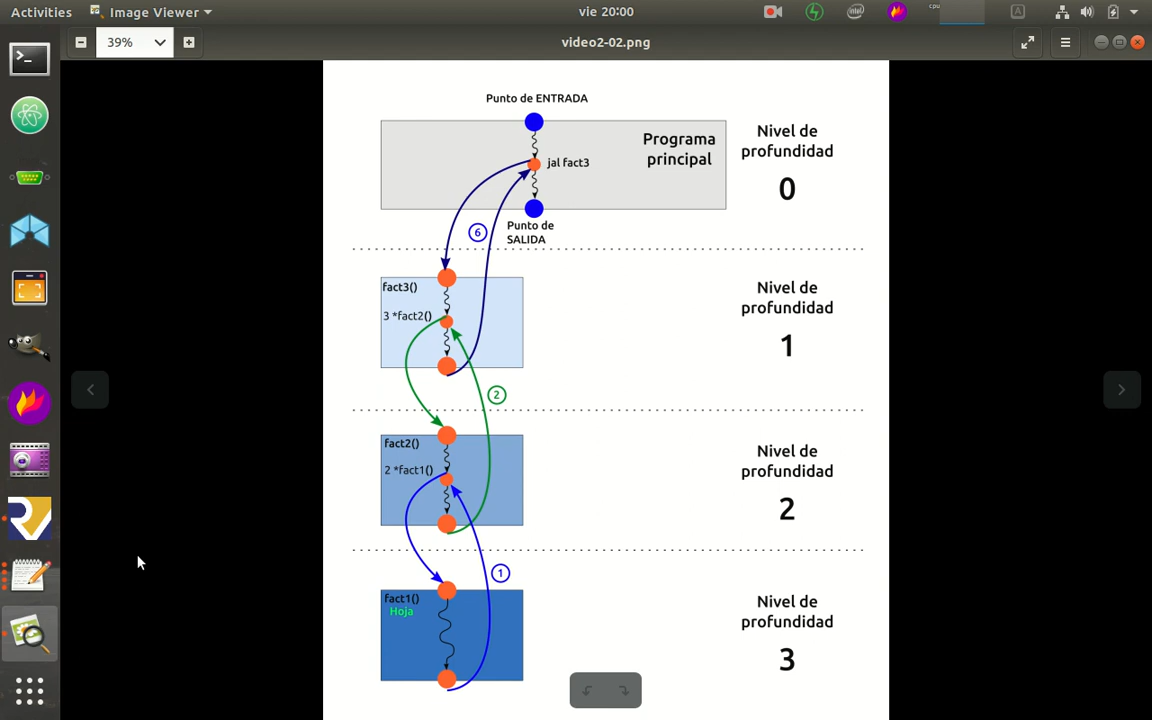 Activities
Image Viewer
vie 20:00
cpu
A
39%
video2-02.png
Punto de ENTRADA
Programa
principal
jal fact3
Nivel de
profundidad
0
Punto de
SALIDA
6
fact3()
3 *fact2()
Nivel de
profundidad
1
2
fact2()
2 *fact1()
Nivel de
profundidad
2
1
fact1()
Hoja
Nivel de
profundidad
3